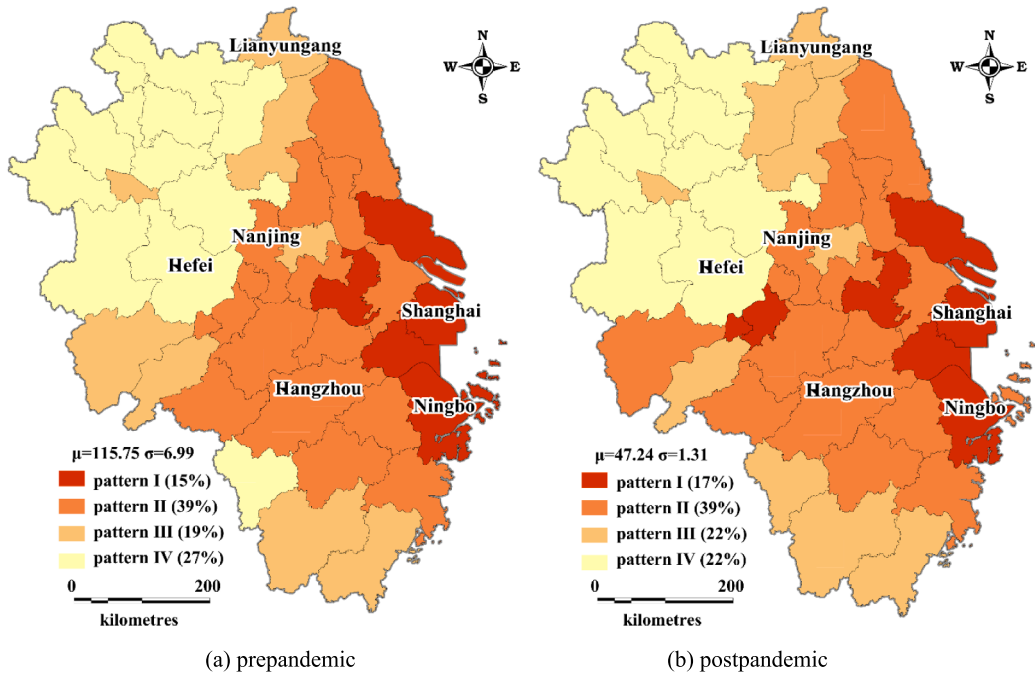 Lianyungang
N
W E
S
Nanjing
Hefei
Shanghai
Hangzhou
Ningbo
μ=115.75 σ=6.99
pattern I (15%)
pattern II (39%)
pattern III (19%)
pattern IV (27%)
0 200
kilometres
(a) prepandemic
Lianyungang
N
W E
S
Nanjing
Hefei
Shanghai
Hangzhou
Ningbo
μ=47.24 σ=1.31
pattern I (17%)
pattern II (39%)
pattern III (22%)
pattern IV (22%)
0 200
kilometres
(b) postpandemic